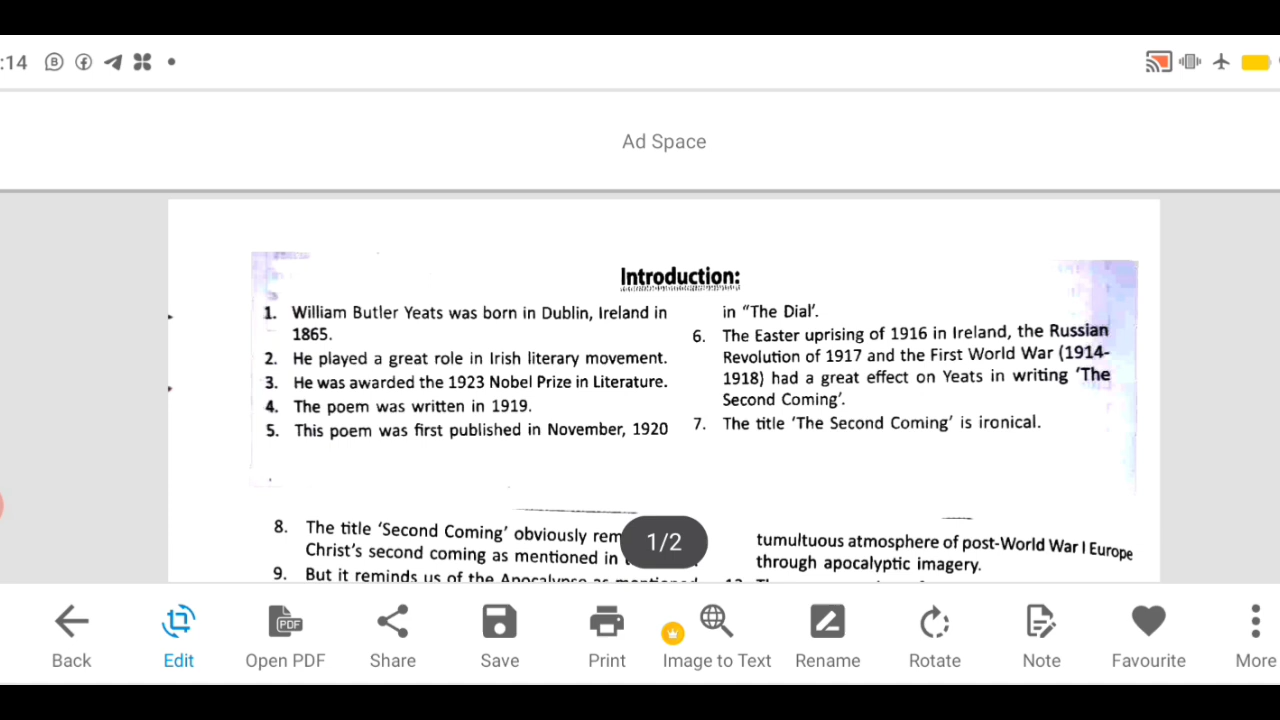 :14
Ad Space
Introduction:
1. William Butler Yeats was born in Dublin, Ireland in
1865.
2. He played a great role in Irish literary movement.
3. He was awarded the 1923 Nobel Prize in Literature.
4. The poem was written in 1919.
5. This poem was first published in November, 1920
in “The Dial’.
6. The Easter uprising of 1916 in Ireland, the Russian
Revolution of 1917 and the First World War (1914-
1918) had a great effect on Yeats in writing ‘The
Second Coming’.
7. The title ‘The Second Coming’ is ironical.
8. The title ‘Second Coming’ obviously
Christ’s second coming as mentioned in
9. But it reminds us of the Apocalypse as mentioned
tumultuous atmosphere of post-World War I Europe
through apocalyptic imagery.
1/2
Back
Edit
PDF
Open PDF
Share
Save
Print
Image to Text
Rename
Rotate
Note
Favourite
More